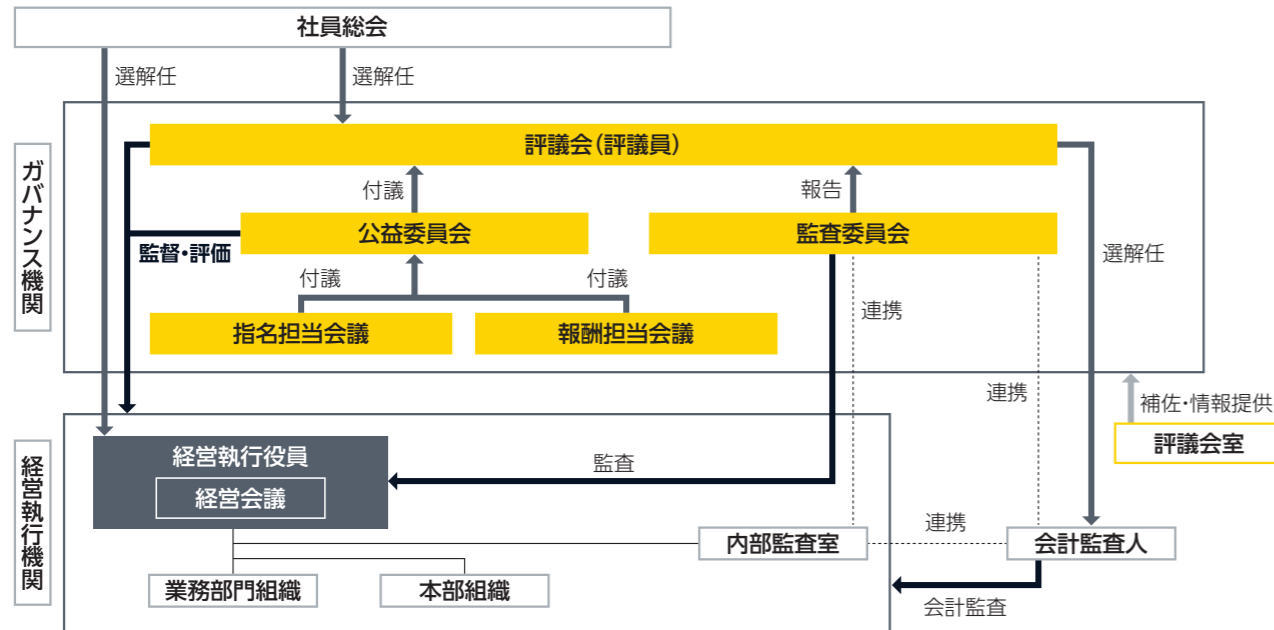 社員総会
選解任
選解任
ガバナンス機関
評議会(評議員)
付議
報告
公益委員会
監査委員会
監督・評価
選解任
付議
付議
連携
指名担当会議
報酬担当会議
連携
補佐・情報提供
評議会室
経営執行機関
経営執行役員
監査
経営会議
連携
内部監査室
会計監査人
業務部門組織
本部組織
会計監査